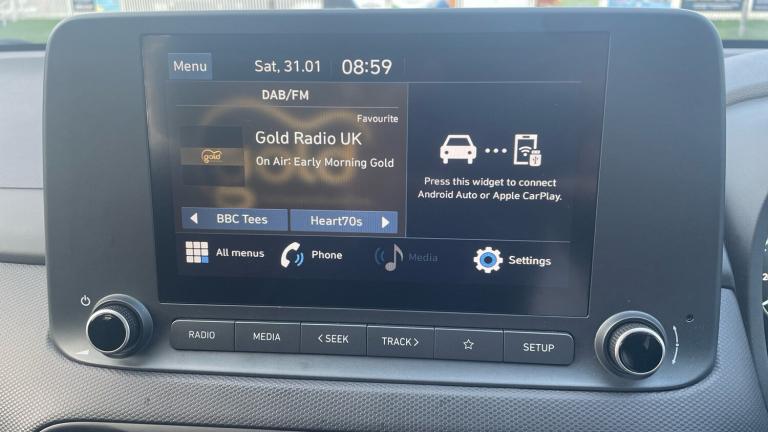 Menu
Sat, 31.01
08:59
DAB/FM
Favourite
gold
Gold Radio UK
On Air: Early Morning Gold
BBC Tees
Heart70s
Press this widget to connect
Android Auto or Apple CarPlay.
All menus
Phone
Media
Settings
RADIO
MEDIA
< SEEK
TRACK >
SETUP